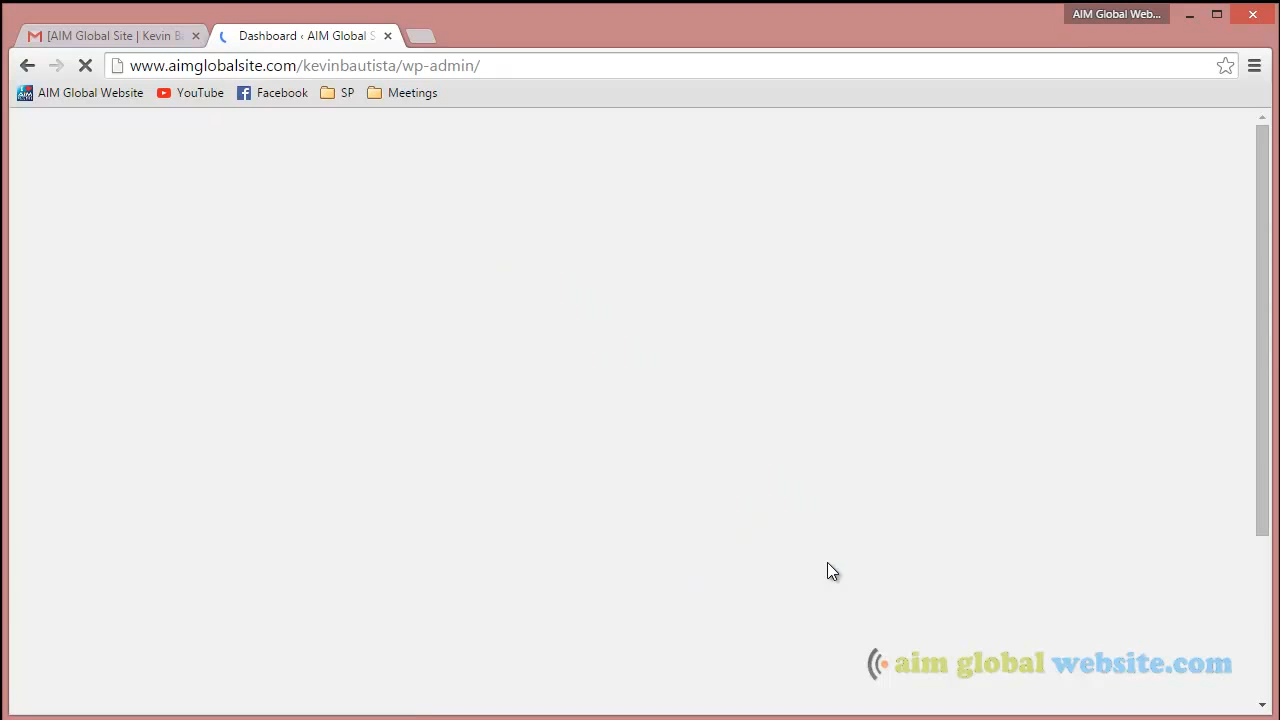 AIM Global Web...
[AIM Global Site | Kevin B
Dashboard ‹ AIM Global S
www.aimglobalsite.com/kevinbautista/wp-admin/
AIM Global Website YouTube Facebook SP Meetings
aim global website.com